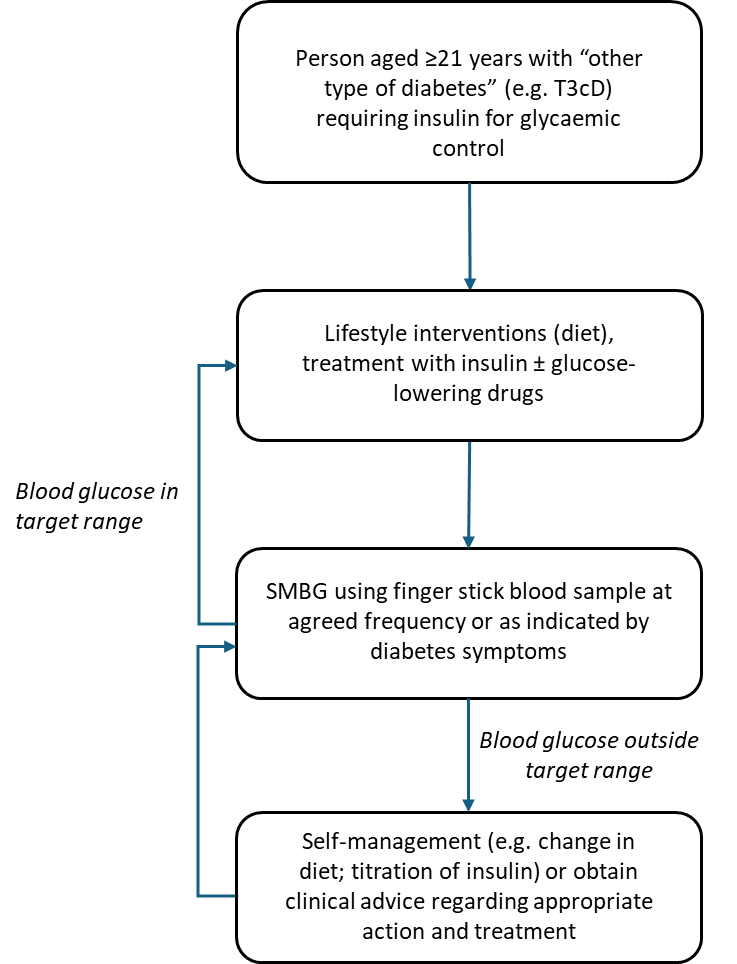 Person aged ≥21 years with “other
type of diabetes” (e.g. T3cD)
requiring insulin for glycaemic
control
Lifestyle interventions (diet),
treatment with insulin ± glucose-
lowering drugs
Blood glucose in
target range
SMBG using finger stick blood sample at
agreed frequency or as indicated by
diabetes symptoms
Blood glucose outside
target range
Self-management (e.g. change in
diet; titration of insulin) or obtain
clinical advice regarding appropriate
action and treatment